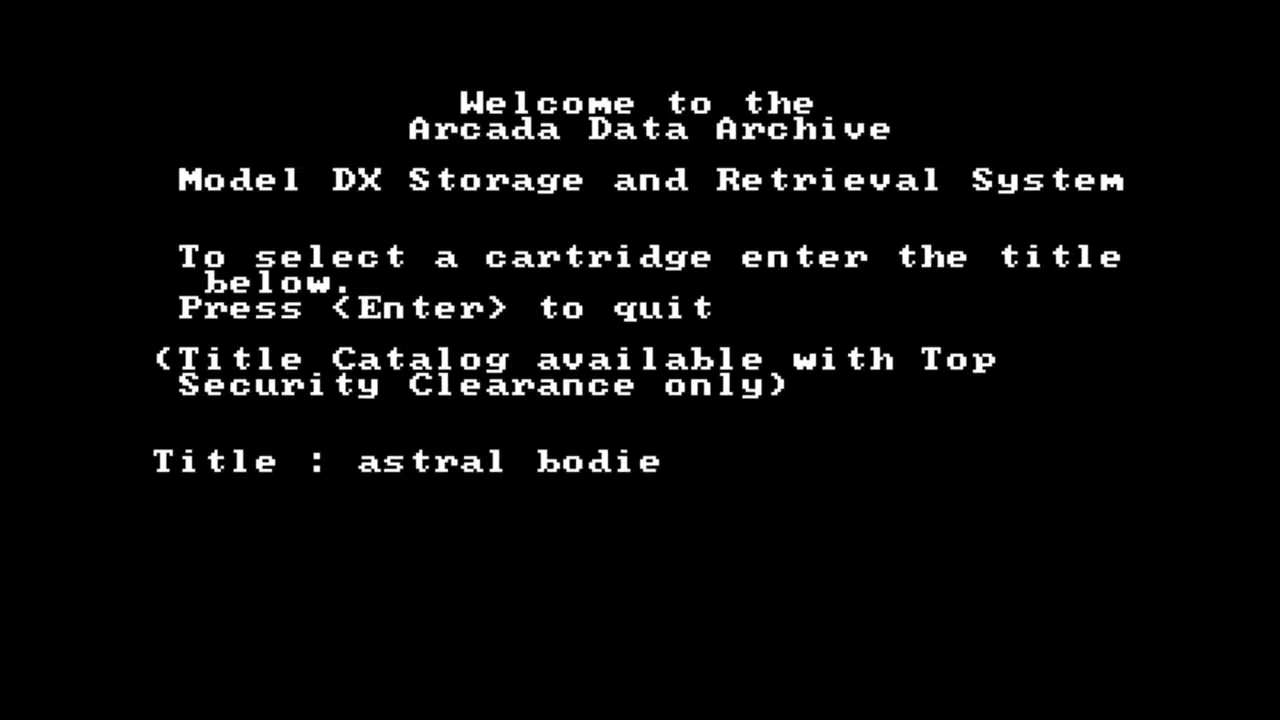 Welcome to the
Arcada Data Archive
Model DX Storage and Retrieval System
To select a cartridge enter the title
below.
Press <Enter> to quit
(Title Catalog available with Top
Security Clearance only)
Title : astral bodie